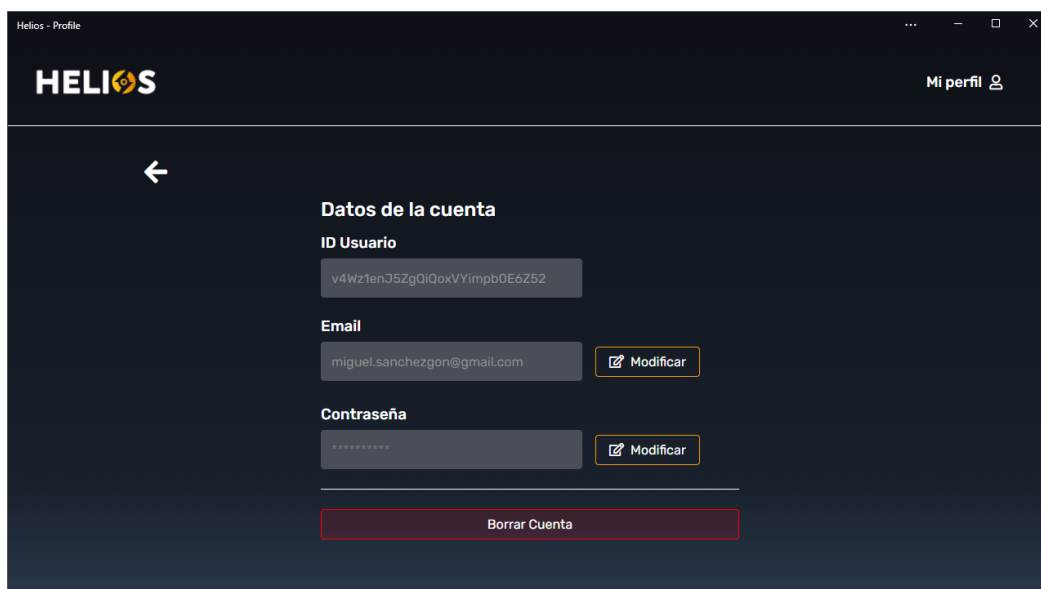 Helios - Profile
HELIOS
Mi perfil
Datos de la cuenta
ID Usuario
v4Wz1enJ5ZgQiQoxVYimpb0E6Z52
Email
miguel.sanchezgon@gmail.com
Modificar
Contraseña
**********
Modificar
Borrar Cuenta